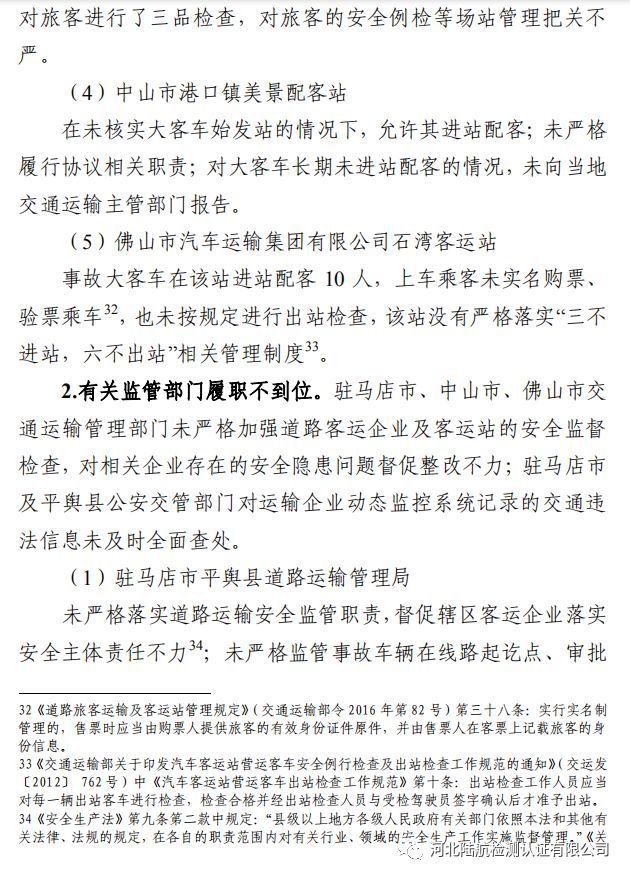 对旅客进行了三品检查，对旅客的安全例检等场站管理把关不
严。
（4）中山市港口镇美景配客站
在未核实大客车始发站的情况下，允许其进站配客；未严格
履行协议相关职责；对大客车长期未进站配客的情况，未向当地
交通运输主管部门报告。
（5）佛山市汽车运输集团有限公司石湾客运站
事故大客车在该站进站配客 10 人，上车乘客未实名购票、
验票乘车32，也未按规定进行出站检查，该站没有严格落实“三不
进站，六不出站”相关管理制度33。
2.有关监管部门履职不到位。驻马店市、中山市、佛山市交
通运输管理部门未严格加强道路客运企业及客运站的安全监督
检查，对相关企业存在的安全隐患问题督促整改不力；驻马店市
及平舆县公安交管部门对运输企业动态监控系统记录的交通违
法信息未及时全面查处。
（1）驻马店市平舆县道路运输管理局
未严格落实道路运输安全监管职责，督促辖区客运企业落实
安全主体责任不力34；未严格监管事故车辆在线路起讫点、审批
32《道路旅客运输及客运站管理规定》（交通运输部令 2016 年第 82 号）第三十八条：实行实名制
管理的，售票时应当由购票人提供旅客的有效身份证件原件，并由售票人在客票上记载旅客的身
份信息。
33《交通运输部关于印发汽车客运站营运客车安全例行检查及出站检查工作规范的通知》（交运发
〔2012〕 762 号）中《汽车客运站营运客车出站检查工作规范》第十条：出站检查工作人员应当
对每一辆出站客车进行检查，检查合格并经出站检查人员与受检驾驶员签字确认后才准予出站。
34《安全生产法》第九条第二款中规定：“县级以上地方各级人民政府有关部门依照本法和其他有
关法律、法规的规定，在各自的职责范围内对有关行业、领域的安全生产工作实施监督管理。”《关
河北陆航检测认证有限公司